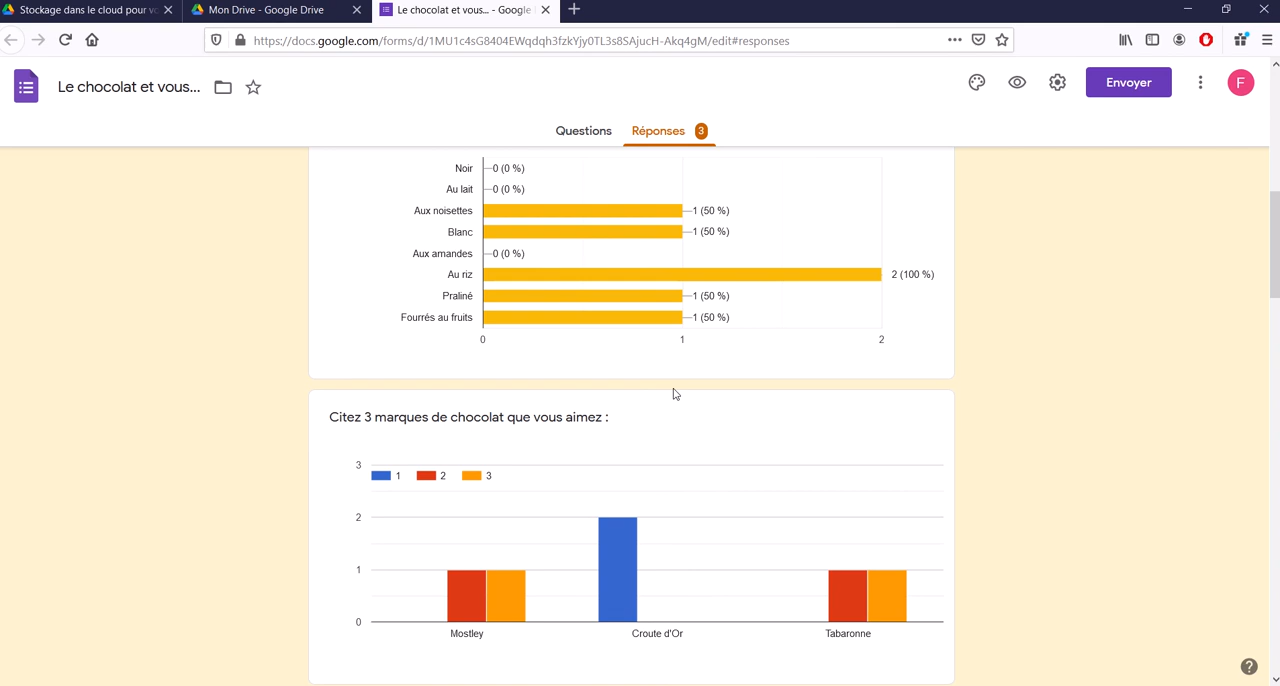 Stockage dans le cloud pour vo
Mon Drive - Google Drive
Le chocolat et vous... - Google
https://docs.google.com/forms/d/1MU1c4sG8404EWqdqh3fzkYjy0TL3s8SAjucH-Akq4gM/edit#responses
Le chocolat et vous...
Envoyer
F
Questions
Réponses 3
Noir 0 (0 %)
Au lait 0 (0 %)
Aux noisettes 1 (50 %)
Blanc 1 (50 %)
Aux amandes 0 (0 %)
Au riz 2 (100 %)
Praliné 1 (50 %)
Fourrés au fruits 1 (50 %)
0 1 2
Citez 3 marques de chocolat que vous aimez :
3
1 2 3
2
1
0
Mostley Croute d'Or Tabaronne
?